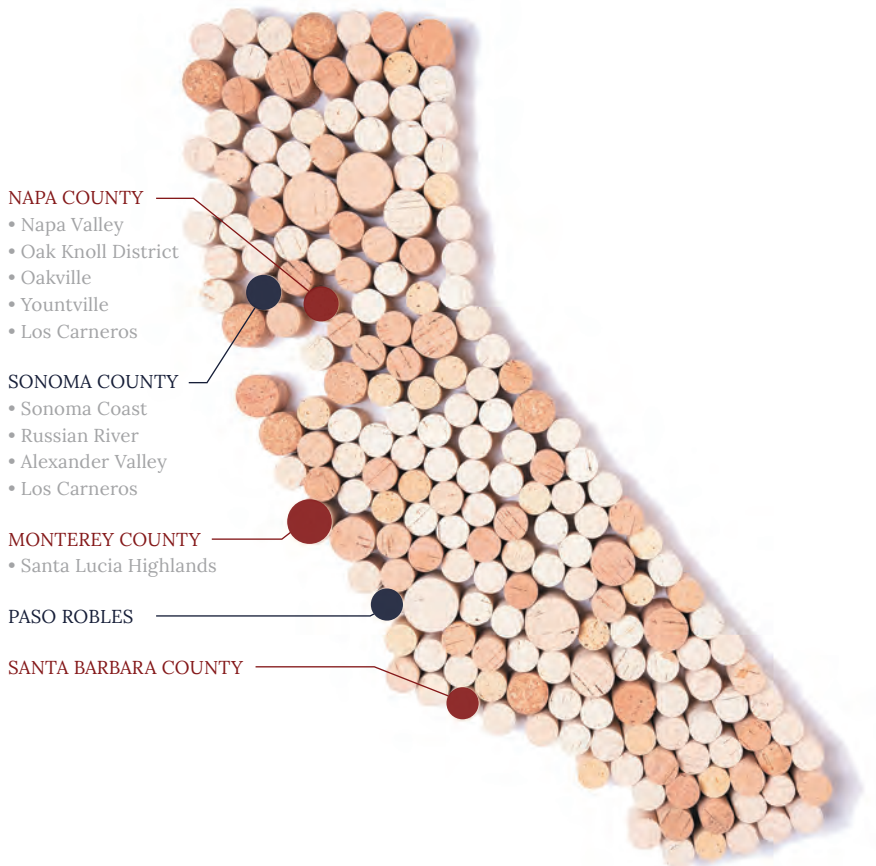 NAPA COUNTY
• Napa Valley
• Oak Knoll District
• Oakville
• Yountville
• Los Carneros
SONOMA COUNTY
• Sonoma Coast
• Russian River
• Alexander Valley
• Los Carneros
MONTEREY COUNTY
• Santa Lucia Highlands
PASO ROBLES
SANTA BARBARA COUNTY